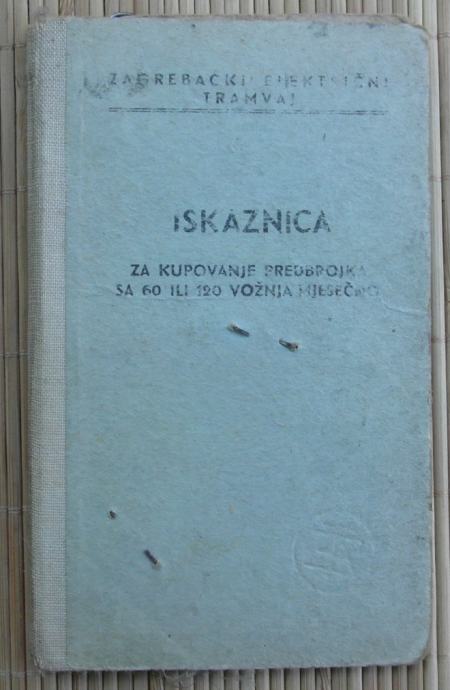 ZAGREBAČKI ELEKTRIČNI
TRAMVAJ
ISKAZNICA
ZA KUPOVANJE PREDBROJKA
SA 60 ILI 120 VOŽNJA MJESEČNO